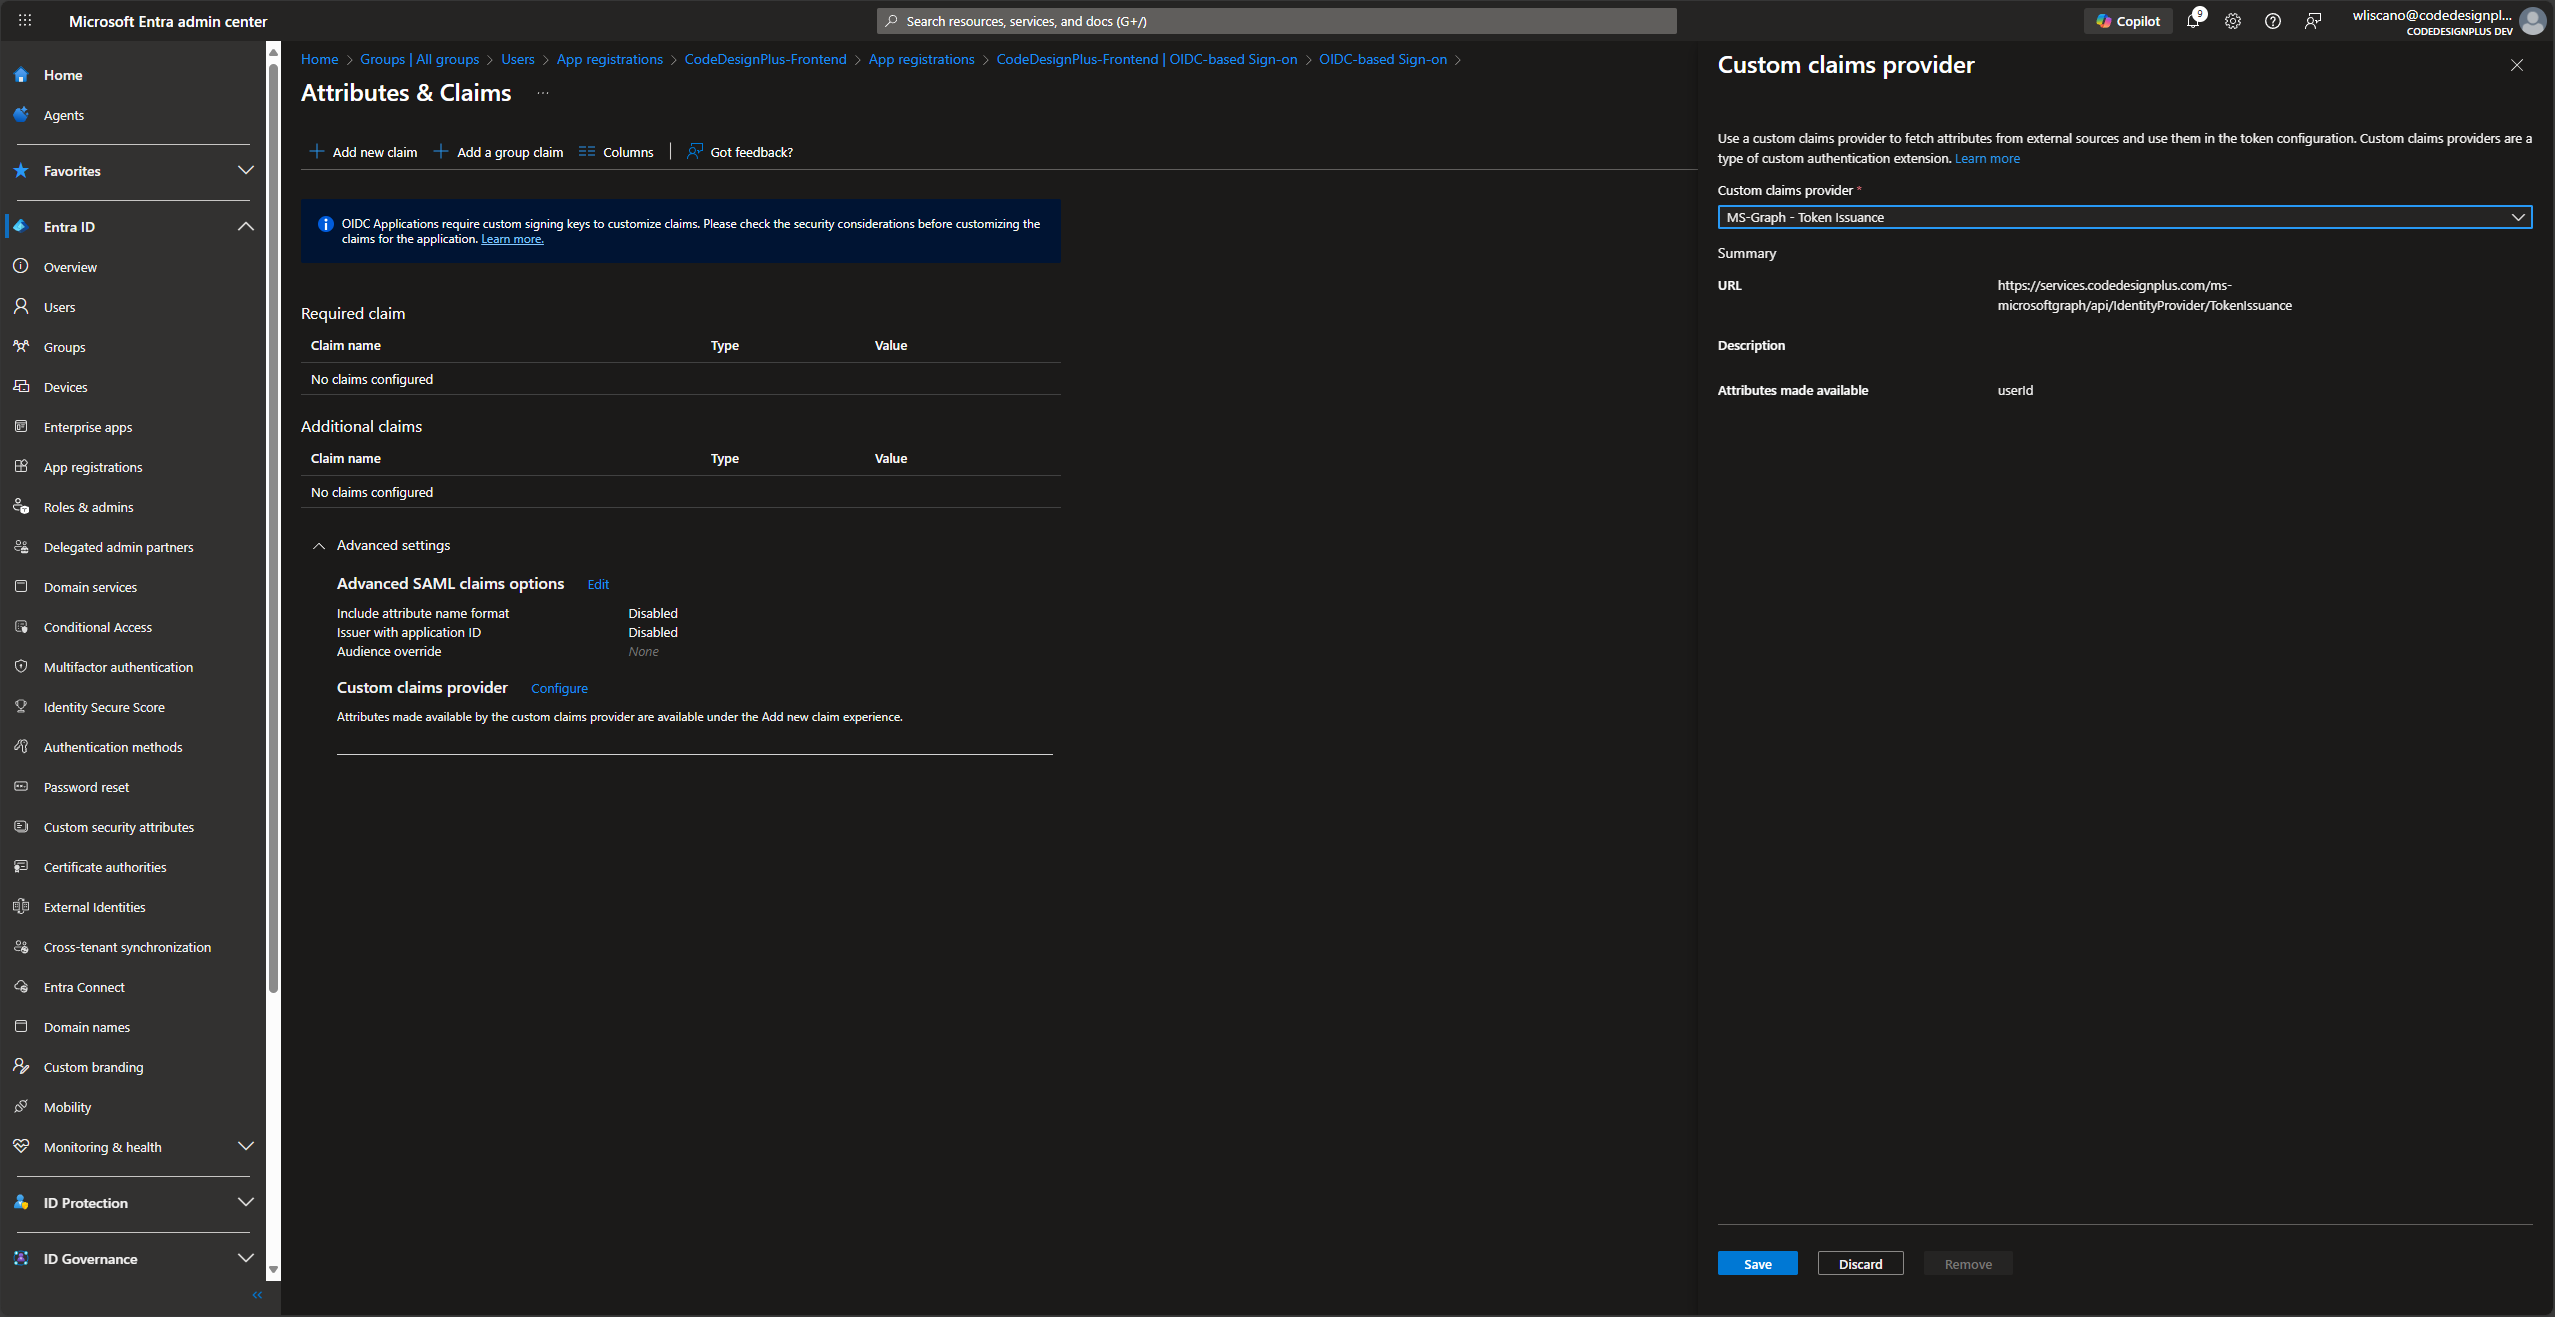 Microsoft Entra admin center
Search resources, services, and docs (G+/)
Copilot
9
wliscano@codedesignpl...
CODEDESIGNPLUS DEV
Home
Agents
Favorites
Entra ID
Overview
Users
Groups
Devices
Enterprise apps
App registrations
Roles & admins
Delegated admin partners
Domain services
Conditional Access
Multifactor authentication
Identity Secure Score
Authentication methods
Password reset
Custom security attributes
Certificate authorities
External Identities
Cross-tenant synchronization
Entra Connect
Domain names
Custom branding
Mobility
Monitoring & health
ID Protection
ID Governance
Home > Groups | All groups > Users > App registrations > CodeDesignPlus-Frontend > App registrations > CodeDesignPlus-Frontend | OIDC-based Sign-on > OIDC-based Sign-on >
Attributes & Claims ...
Add new claim Add a group claim Columns | Got feedback?
OIDC Applications require custom signing keys to customize claims. Please check the security considerations before customizing the
claims for the application. Learn more.
Required claim
Claim name Type Value
No claims configured
Additional claims
Claim name Type Value
No claims configured
Advanced settings
Advanced SAML claims options Edit
Include attribute name format Disabled
Issuer with application ID Disabled
Audience override None
Custom claims provider Configure
Attributes made available by the custom claims provider are available under the Add new claim experience.
Custom claims provider
Use a custom claims provider to fetch attributes from external sources and use them in the token configuration. Custom claims providers are a
type of custom authentication extension. Learn more
Custom claims provider *
MS-Graph - Token Issuance
Summary
URL https://services.codedesignplus.com/ms-
microsoftgraph/api/IdentityProvider/TokenIssuance
Description
Attributes made available userId
Save Discard Remove